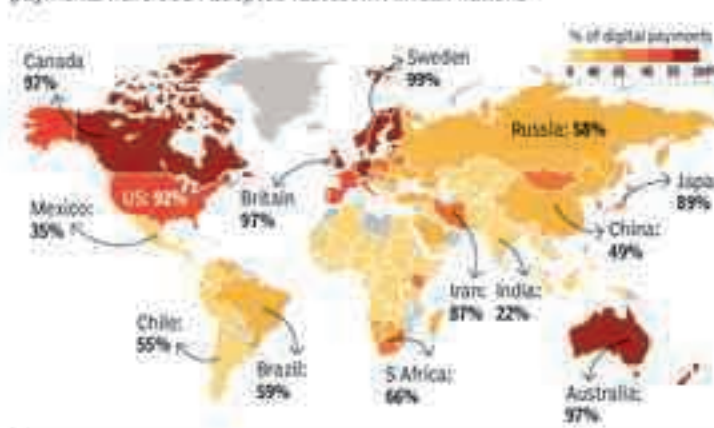 % of digital payments
Canada
97%
Sweden
99%
Russia: 58%
US: 92%
Britain
97%
Mexico:
35%
Japa
89%
China:
49%
Iran:
87%
India:
22%
Chile:
55%
Brazil:
59%
S Africa:
66%
Australia:
97%